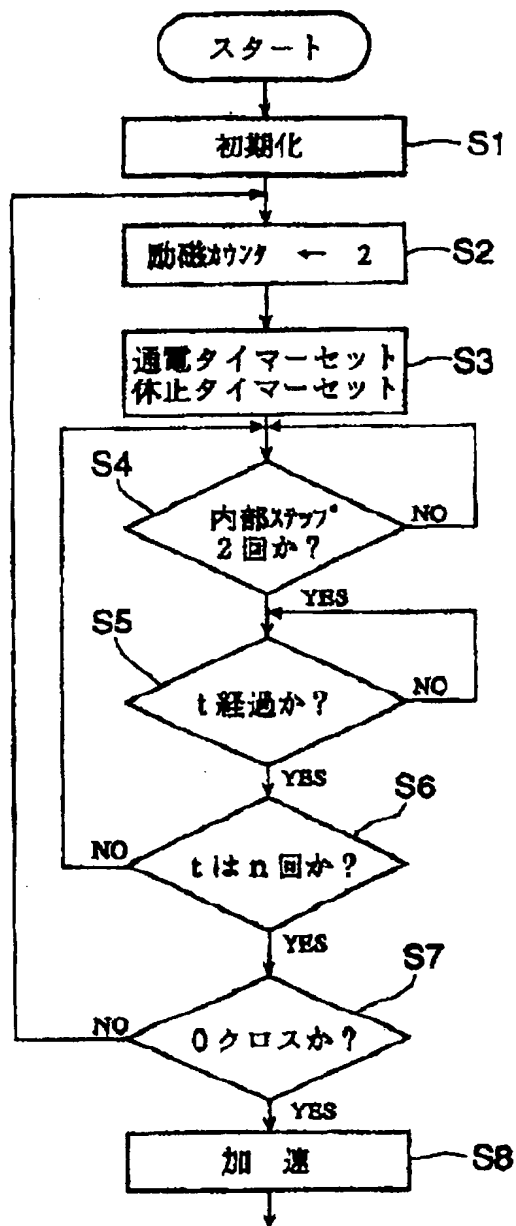 スタート
初期化
S1
励磁カウンタ ← 2
S2
通電タイマーセット
休止タイマーセット
S3
S4
内部ステップ
2回か?
NO
YES
S5
t経過か?
NO
YES
S6
tはn回か?
NO
YES
S7
0クロスか?
NO
YES
加 速
S8